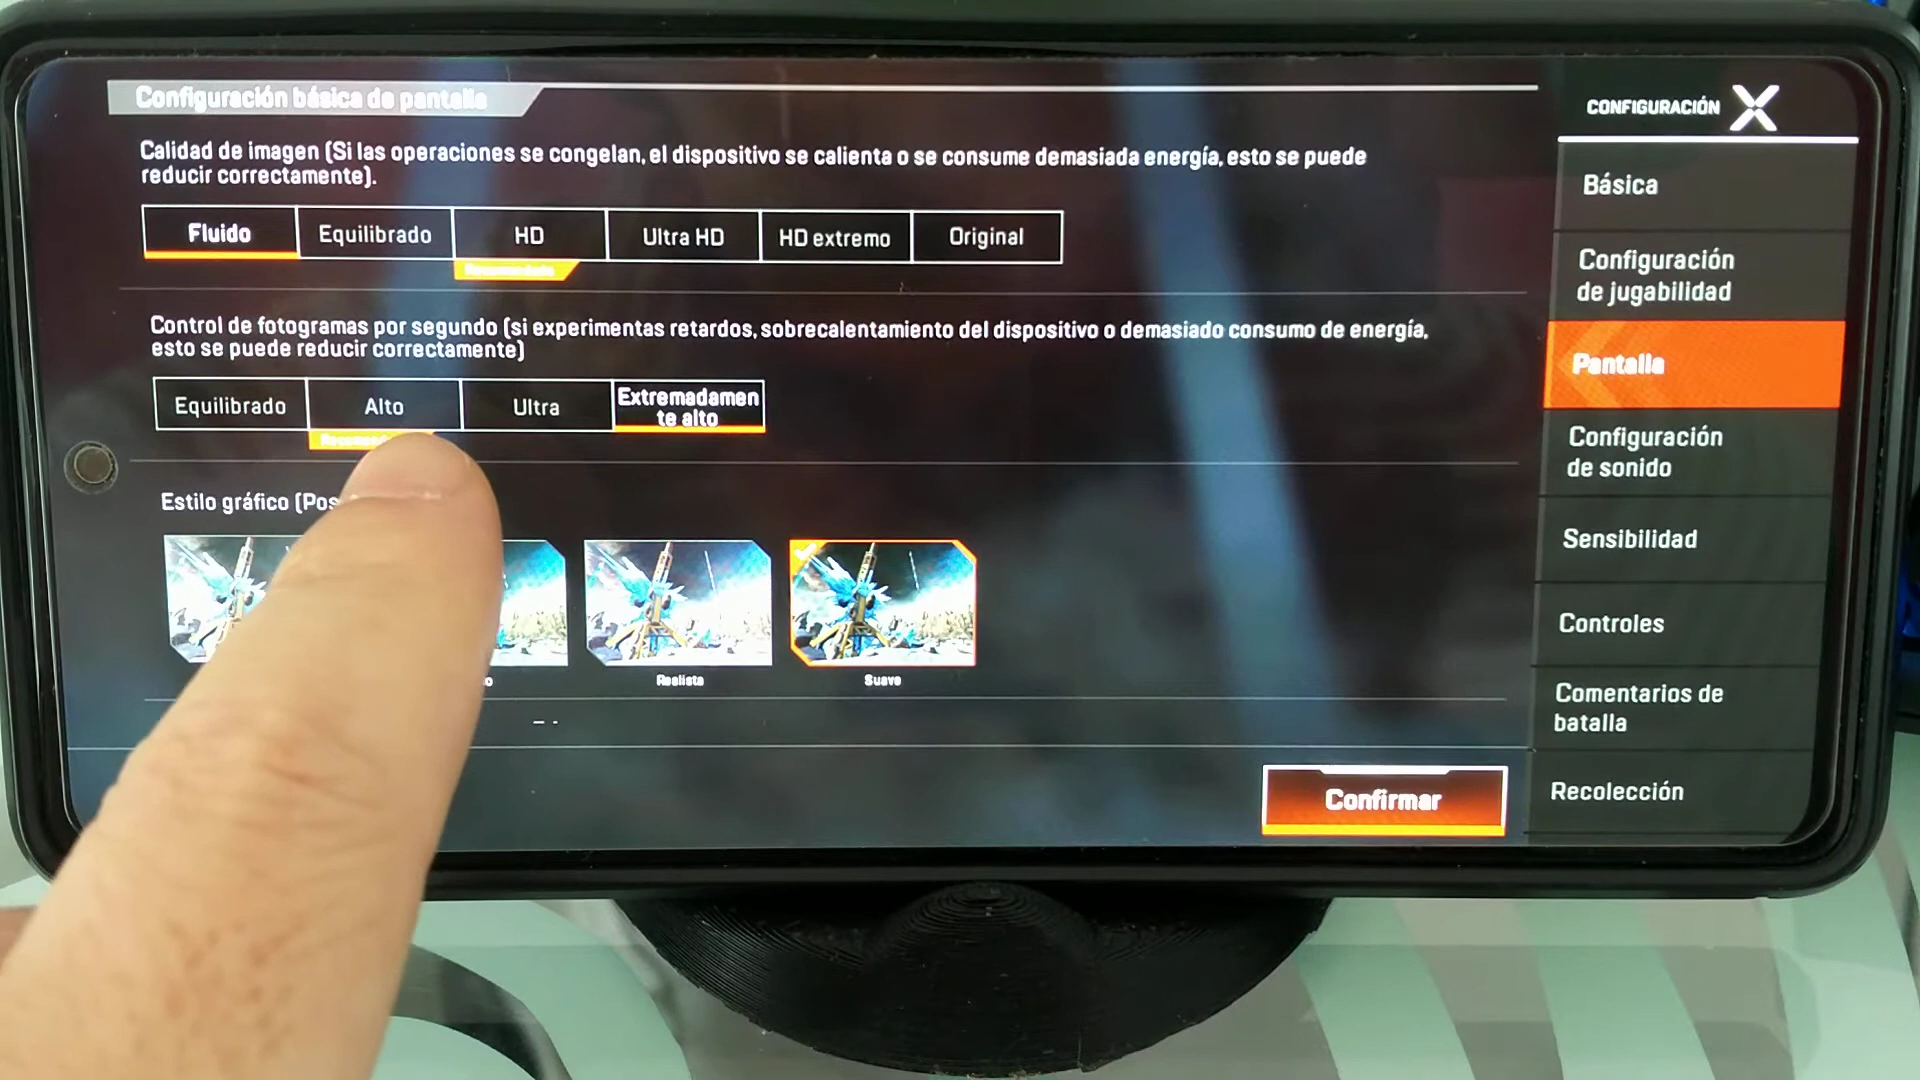 Configuración básica de pantalla
CONFIGURACIÓN
Calidad de imagen (Si las operaciones se congelan, el dispositivo se calienta o se consume demasiada energía, esto se puede
reducir correctamente).
Fluido
Equilibrado
HD
Ultra HD
HD extremo
Original
Recomendado
Control de fotogramas por segundo (si experimentas retardos, sobrecalentamiento del dispositivo o demasiado consumo de energía,
esto se puede reducir correctamente)
Equilibrado
Alto
Ultra
Extremadamen
te alto
Estilo gráfico
Realista
Suave
Confirmar
Básica
Configuración
de jugabilidad
Pantalla
Configuración
de sonido
Sensibilidad
Controles
Comentarios de
batalla
Recolección